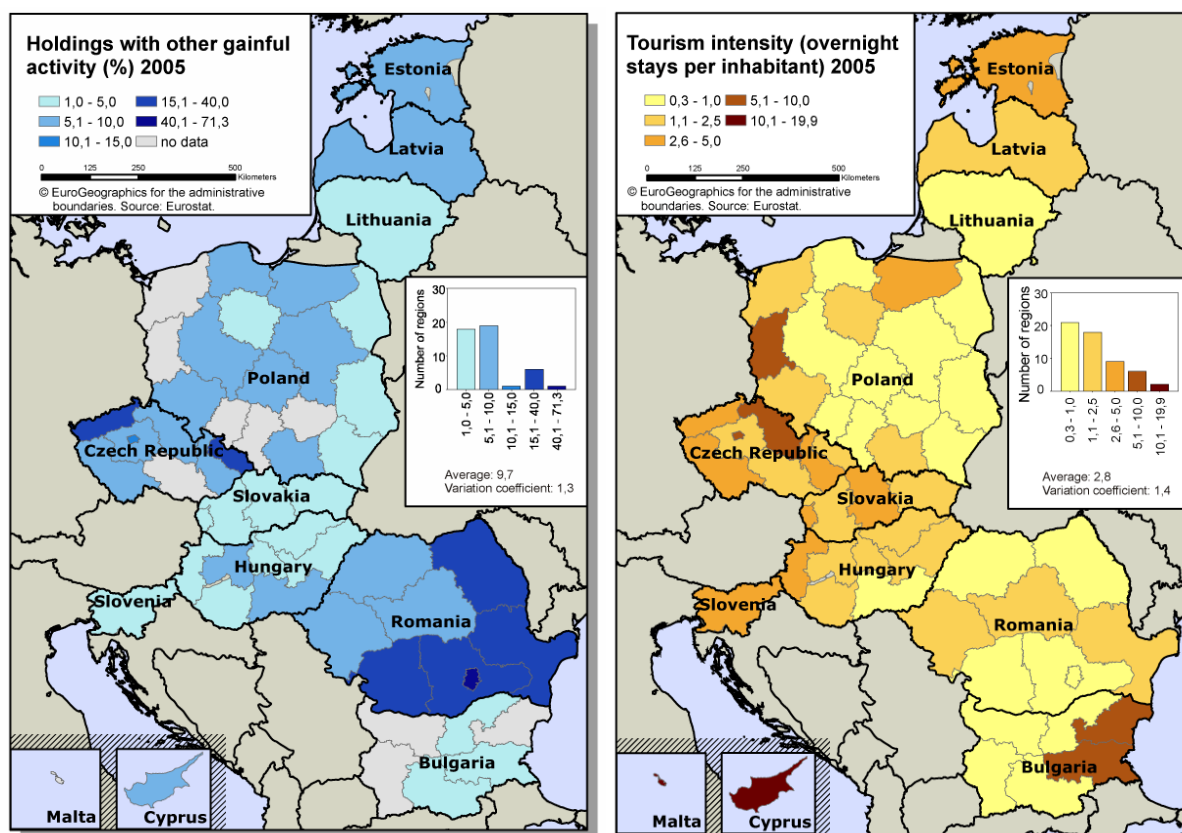 Holdings with other gainful
activity (%) 2005
1,0 - 5,0
15,1 - 40,0
5,1 - 10,0
40,1 - 71,3
10,1 - 15,0
no data
0 125 250 500
Kilometers
© EuroGeographics for the administrative
boundaries. Source: Eurostat.
Estonia
Latvia
Lithuania
Poland
Czech Republic
Slovakia
Hungary
Slovenia
Romania
Bulgaria
Malta
Cyprus
Number of regions
30
20
10
0
1,0 - 5,0
5,1 - 10,0
10,1 - 15,0
15,1 - 40,0
40,1 - 71,3
Average: 9,7
Variation coefficient: 1,3
Tourism intensity (overnight
stays per inhabitant) 2005
0,3 - 1,0
5,1 - 10,0
1,1 - 2,5
10,1 - 19,9
2,6 - 5,0
0 125 250 500
Kilometers
© EuroGeographics for the administrative
boundaries. Source: Eurostat.
Estonia
Latvia
Lithuania
Poland
Czech Republic
Slovakia
Hungary
Slovenia
Romania
Bulgaria
Malta
Cyprus
Number of regions
30
20
10
0
0,3 - 1,0
1,1 - 2,5
2,6 - 5,0
5,1 - 10,0
10,1 - 19,9
Average: 2,8
Variation coefficient: 1,4